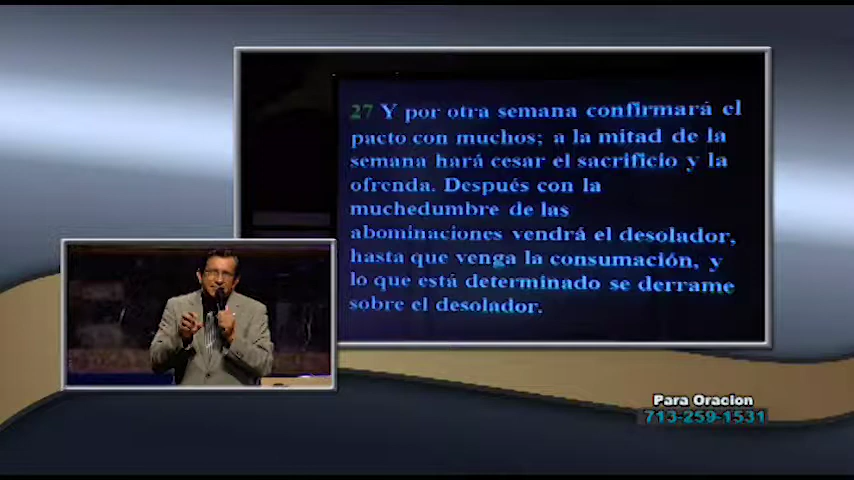 27 Y por otra semana confirmará el
pacto con muchos; a la mitad de la
semana hará cesar el sacrificio y la
ofrenda. Después con la
muchedumbre de las
abominaciones vendrá el desolador,
hasta que venga la consumación, y
lo que está determinado se derrame
sobre el desolador.
Para Oracion
713-259-1531